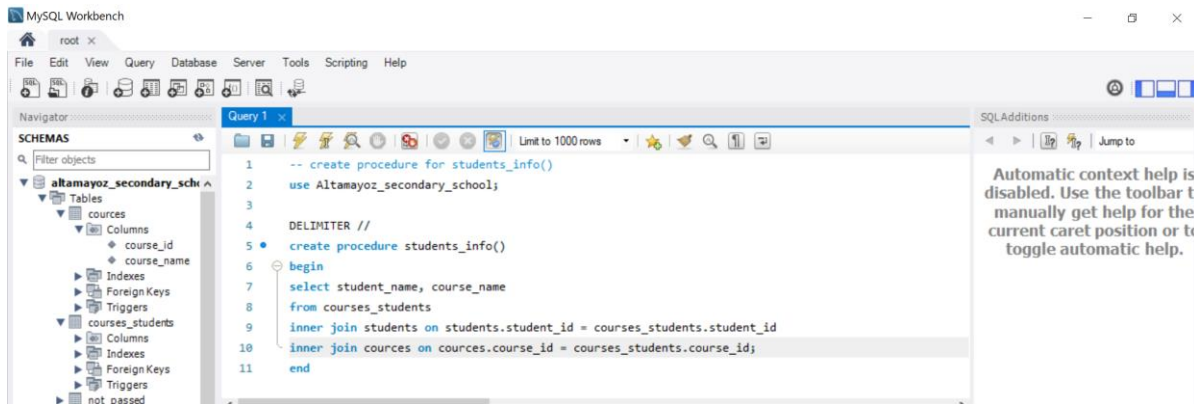 MySQL Workbench
root
File Edit View Query Database Server Tools Scripting Help
Navigator
SCHEMAS
Filter objects
altamayoz_secondary_sch
Tables
cources
Columns
course_id
course_name
Indexes
Foreign Keys
Triggers
courses_students
Columns
Indexes
Foreign Keys
Triggers
not_passed
Query 1
Limit to 1000 rows
1 -- create procedure for students_info()
2 use Altamayoz_secondary_school;
3
4 DELIMITER //
5 create procedure students_info()
6 begin
7 select student_name, course_name
8 from courses_students
9 inner join students on students.student_id = courses_students.student_id
10 inner join cources on cources.course_id = courses_students.course_id;
11 end
SQLAdditions
Jump to
Automatic context help is
disabled. Use the toolbar t
manually get help for the
current caret position or to
toggle automatic help.